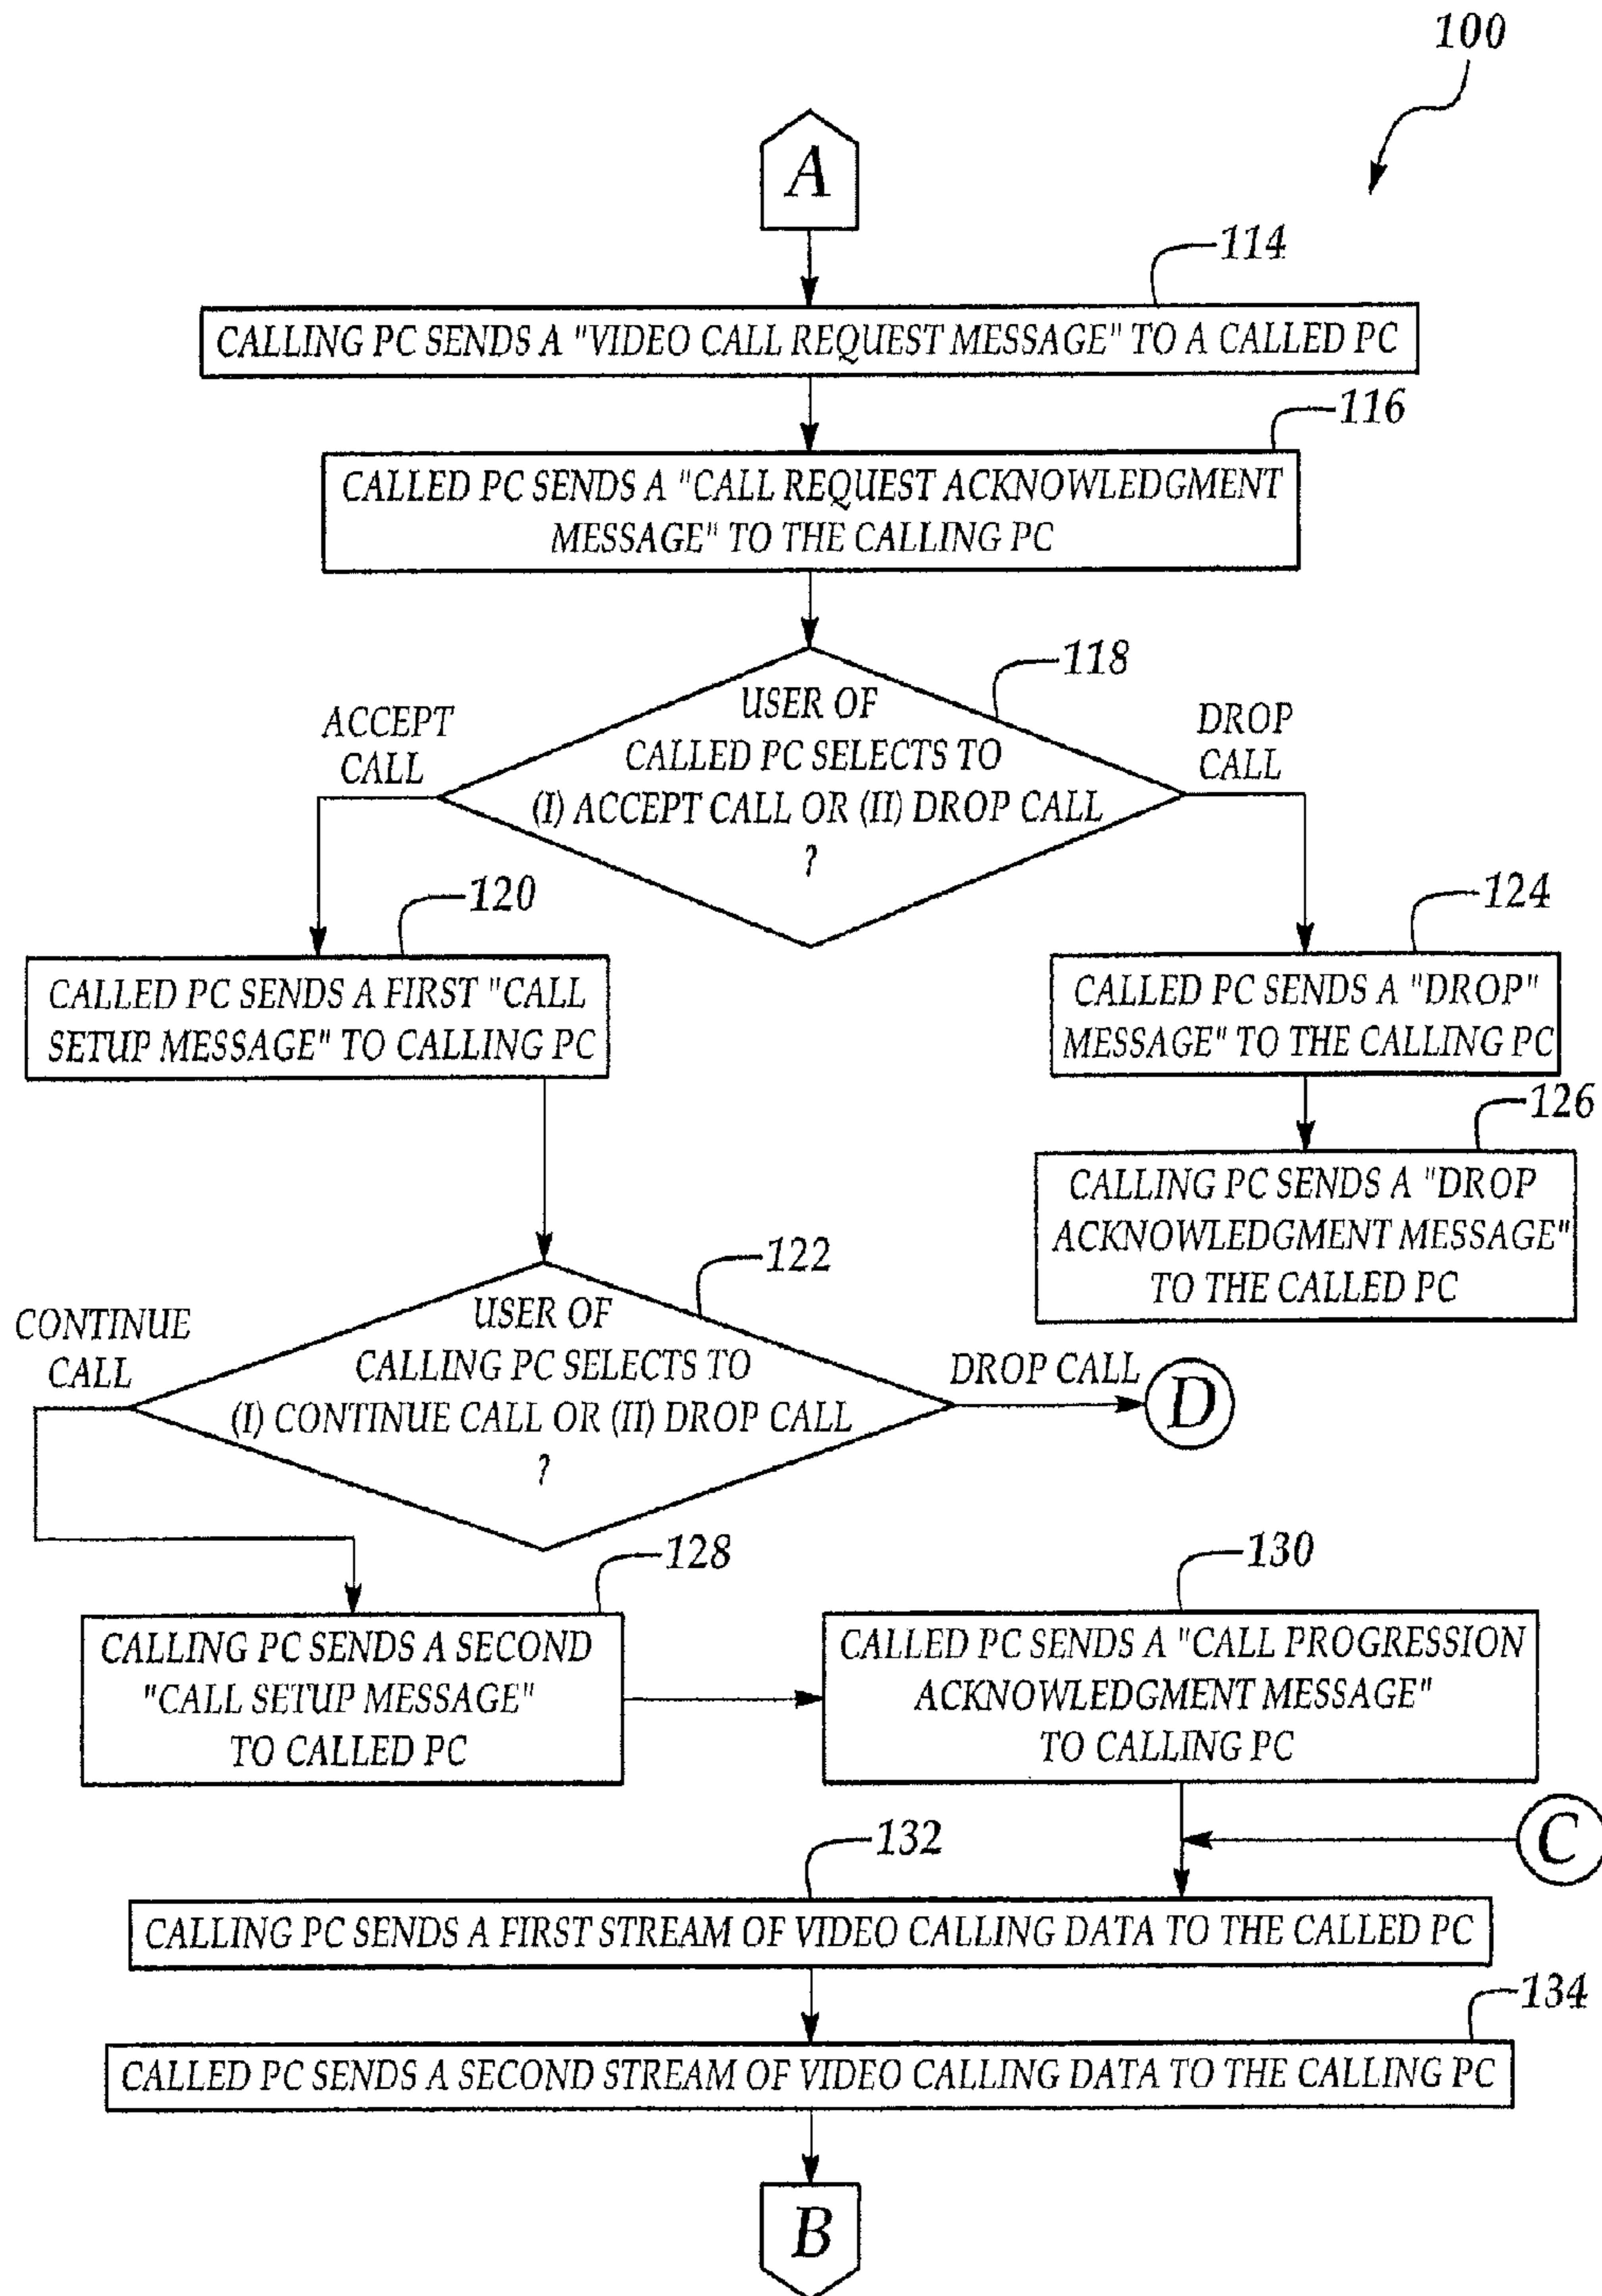 100
A
114
CALLING PC SENDS A "VIDEO CALL REQUEST MESSAGE" TO A CALLED PC
116
CALLED PC SENDS A "CALL REQUEST ACKNOWLEDGMENT
MESSAGE" TO THE CALLING PC
118
USER OF
CALLED PC SELECTS TO
(I) ACCEPT CALL OR (II) DROP CALL
?
ACCEPT
CALL
DROP
CALL
120
CALLED PC SENDS A FIRST "CALL
SETUP MESSAGE" TO CALLING PC
124
CALLED PC SENDS A "DROP"
MESSAGE" TO THE CALLING PC
126
CALLING PC SENDS A "DROP
ACKNOWLEDGMENT MESSAGE"
TO THE CALLED PC
122
USER OF
CALLING PC SELECTS TO
(I) CONTINUE CALL OR (II) DROP CALL
?
CONTINUE
CALL
DROP CALL
D
128
CALLING PC SENDS A SECOND
"CALL SETUP MESSAGE"
TO CALLED PC
130
CALLED PC SENDS A "CALL PROGRESSION
ACKNOWLEDGMENT MESSAGE"
TO CALLING PC
C
132
CALLING PC SENDS A FIRST STREAM OF VIDEO CALLING DATA TO THE CALLED PC
134
CALLED PC SENDS A SECOND STREAM OF VIDEO CALLING DATA TO THE CALLING PC
B